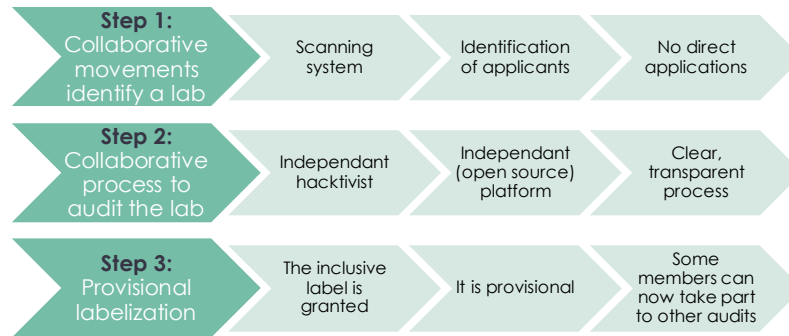 Step 1:
Collaborative
movements
identify a lab
Scanning
system
Identification
of applicants
No direct
applications
Step 2:
Collaborative
process to
audit the lab
Independant
hacktivist
Independant
(open source)
platform
Clear,
transparent
process
Step 3:
Provisional
labelization
The inclusive
label is
granted
It is provisional
Some
members can
now take part
to other audits